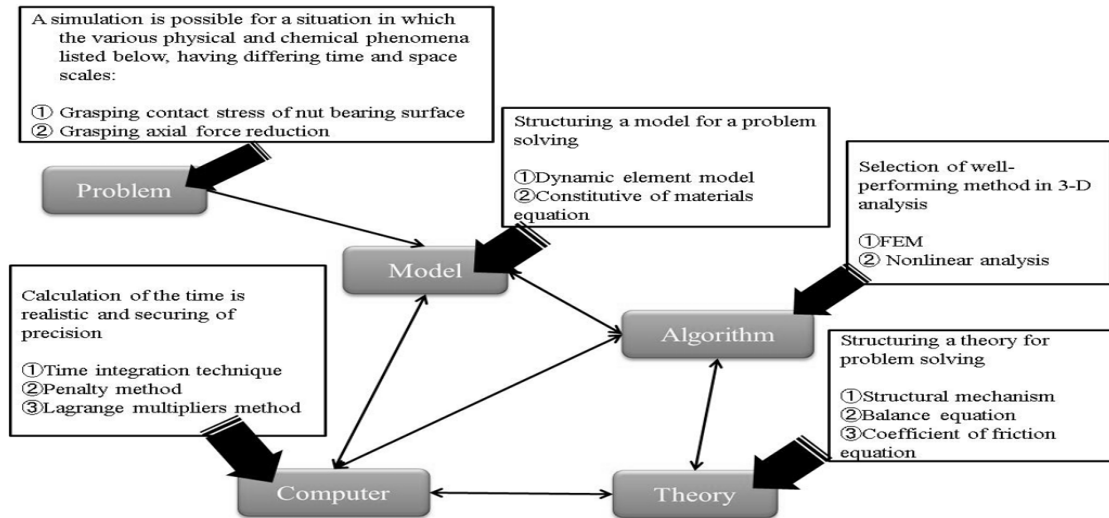 A simulation is possible for a situation in which
the various physical and chemical phenomena
listed below, having differing time and space
scales:
① Grasping contact stress of nut bearing surface
② Grasping axial force reduction
Problem
Structuring a model for a problem
solving
①Dynamic element model
②Constitutive of materials
equation
Model
Selection of well-
performing method in 3-D
analysis
①FEM
② Nonlinear analysis
Algorithm
Calculation of the time is
realistic and securing of
precision
①Time integration technique
②Penalty method
③Lagrange multipliers method
Computer
Structuring a theory for
problem solving
①Structural mechanism
②Balance equation
③Coefficient of friction
equation
Theory